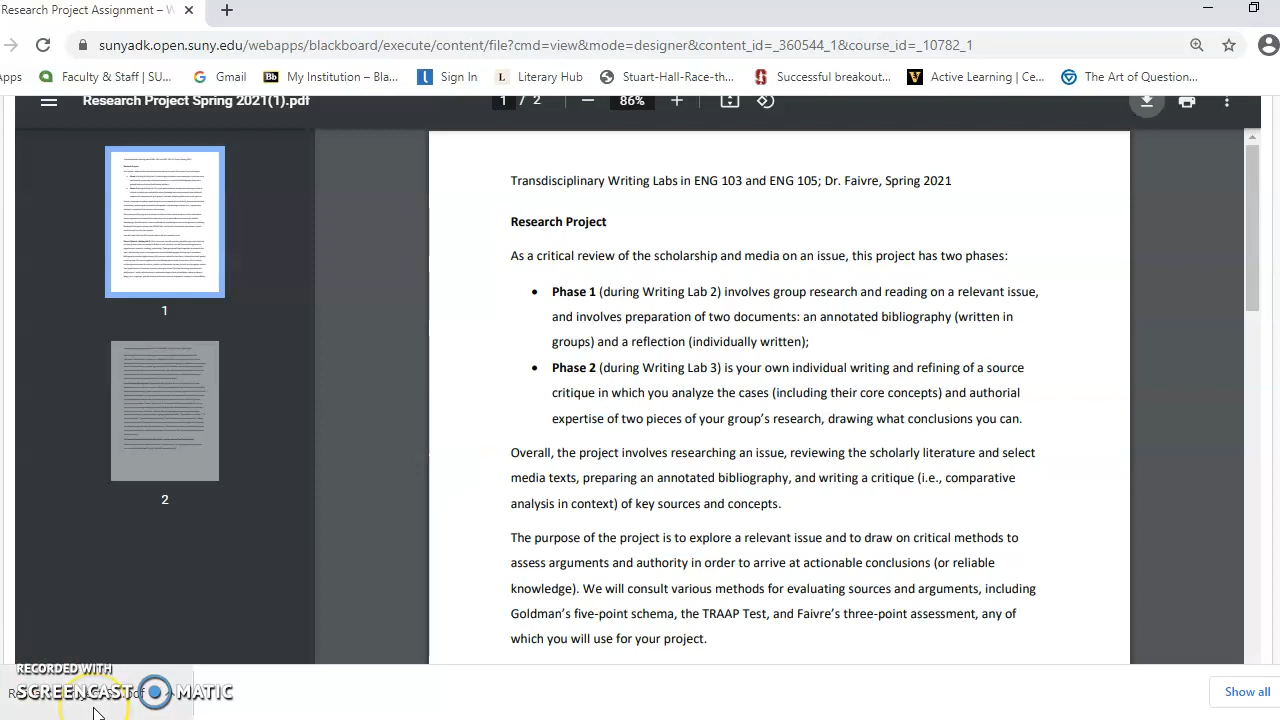 Research Project Assignment –
sunyadk.open.suny.edu/webapps/blackboard/execute/content/file?cmd=view&mode=designer&content_id=_360544_1&course_id=_10782_1
pps Faculty & Staff | SU... Gmail Bb My Institution – Bla... l Sign In L Literary Hub Stuart-Hall-Race-th... Successful breakout... V Active Learning | Ce... The Art of Question...
Research Project Spring 2021(1).pdf 1 / 2 86%
Transdisciplinary Writing Labs in ENG 103 and ENG 105; Dr. Faivre, Spring 2021
Research Project
As a critical review of the scholarship and media on an issue, this project has two phases:
• Phase 1 (during Writing Lab 2) involves group research and reading on a relevant issue,
and involves preparation of two documents: an annotated bibliography (written in
groups) and a reflection (individually written);
• Phase 2 (during Writing Lab 3) is your own individual writing and refining of a source
critique in which you analyze the cases (including their core concepts) and authorial
expertise of two pieces of your group's research, drawing what conclusions you can.
Overall, the project involves researching an issue, reviewing the scholarly literature and select
media texts, preparing an annotated bibliography, and writing a critique (i.e., comparative
analysis in context) of key sources and concepts.
The purpose of the project is to explore a relevant issue and to draw on critical methods to
assess arguments and authority in order to arrive at actionable conclusions (or reliable
knowledge). We will consult various methods for evaluating sources and arguments, including
Goldman's five-point schema, the TRAAP Test, and Faivre's three-point assessment, any of
which you will use for your project.
1
2
RECORDED WITH
SCREENCAST MATIC
Show all